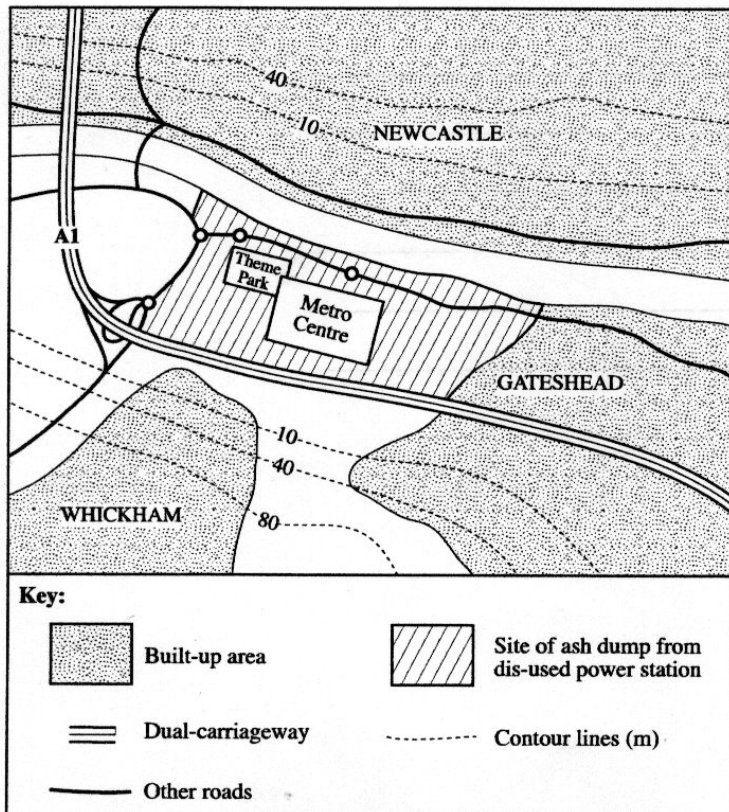 40
10
NEWCASTLE
A1
Theme
Park
Metro
Centre
GATESHEAD
10
40
80
WHICKHAM
Key:
Built-up area
Site of ash dump from
dis-used power station
Dual-carriageway
Contour lines (m)
Other roads